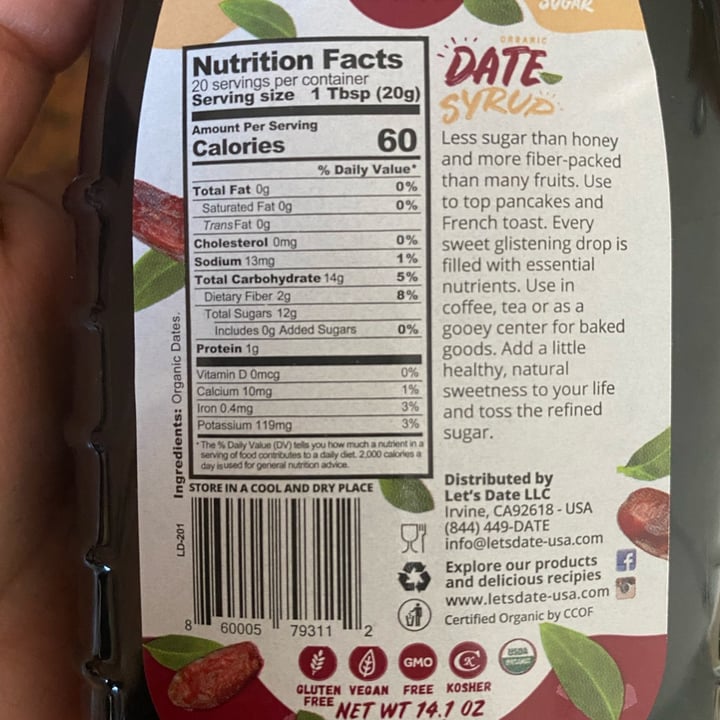 SUGAR
ORGANIC
DATE
SYRUP
Nutrition Facts
20 servings per container
Serving size 1 Tbsp (20g)
Amount Per Serving
Calories 60
% Daily Value*
Total Fat 0g 0%
Saturated Fat 0g 0%
Trans Fat 0g
Cholesterol 0mg 0%
Sodium 13mg 1%
Total Carbohydrate 14g 5%
Dietary Fiber 2g 8%
Total Sugars 12g
Includes 0g Added Sugars 0%
Protein 1g
Vitamin D 0mcg 0%
Calcium 10mg 1%
Iron 0.4mg 3%
Potassium 119mg 3%
*The % Daily Value (DV) tells you how much a nutrient in a
serving of food contributes to a daily diet. 2,000 calories a
day is used for general nutrition advice.
Ingredients: Organic Dates.
STORE IN A COOL AND DRY PLACE
LD-201
8 60005 79311 2
Less sugar than honey
and more fiber-packed
than many fruits. Use
to top pancakes and
French toast. Every
sweet glistening drop is
filled with essential
nutrients. Use in
coffee, tea or as a
gooey center for baked
goods. Add a little
healthy, natural
sweetness to your life
and toss the refined
sugar.
Distributed by
Let's Date LLC
Irvine, CA92618 - USA
(844) 449-DATE
info@letsdate-usa.com
Explore our products
and delicious recipies
www.letsdate-usa.com
Certified Organic by CCOF
GMO
K
USDA
ORGANIC
GLUTEN FREE
VEGAN
FREE
KOSHER
NET WT 14.1 OZ